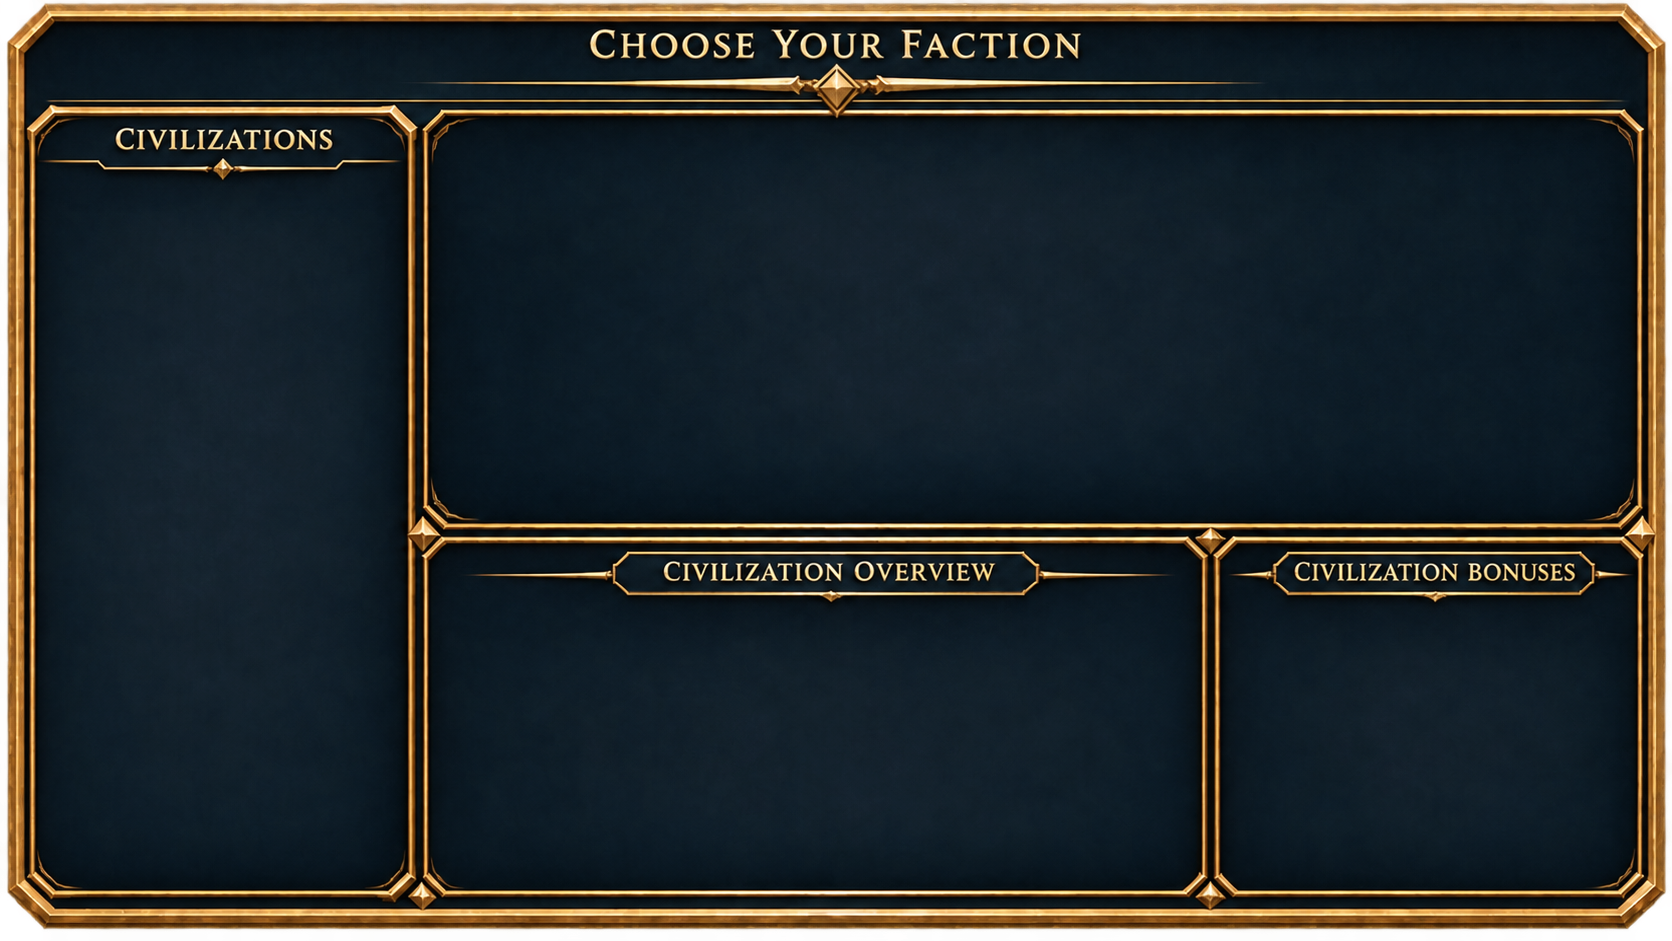 Choose Your Faction
Civilizations
Civilization Overview
Civilization Bonuses